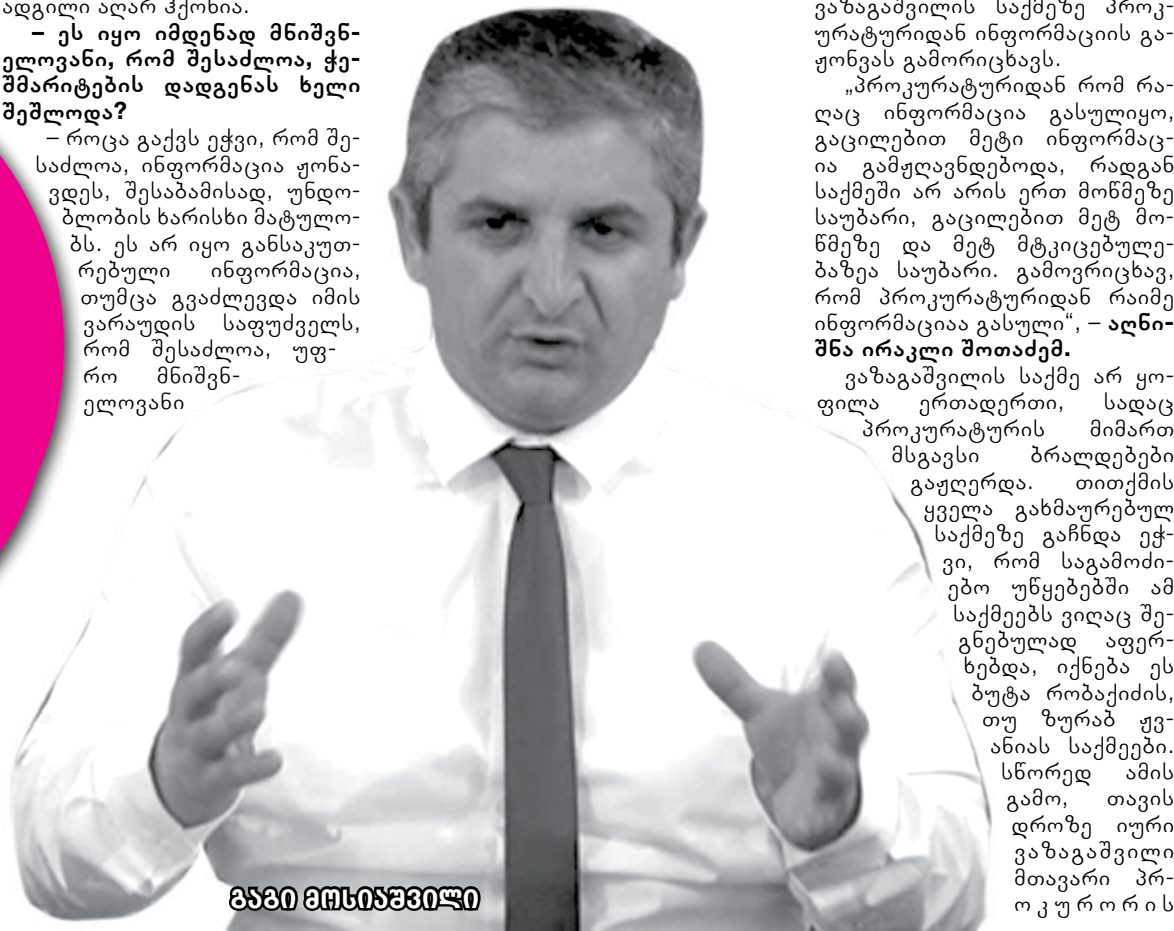 ადგილი აღარ ჰქონია.
– ეს იყო იმდენად მნიშვნ-
ელოვანი, რომ შესაძლოა, ჭე-
შმარიტების დადგენას ხელი
შეშლოდა?
– როცა გაქვს ეჭვი, რომ შე-
საძლოა, ინფორმაცია ჟონა-
ვდეს, შესაბამისად, უნდო-
ბლობის ხარისხი მატულო-
ბს. ეს არ იყო განსაკუთ-
რებული ინფორმაცია,
თუმცა გვაძლევდა იმის
ვარაუდის საფუძველს,
რომ შესაძლოა, უფ-
რო მნიშვნ-
ელოვანი
ვაზაგაშვილის საქმეზე პროკ-
ურატურიდან ინფორმაციის გა-
ჟონვას გამორიცხავს.
„პროკურატურიდან რომ რა-
ღაც ინფორმაცია გასულიყო,
გაცილებით მეტი ინფორმაც-
ია გამჟღავნდებოდა, რადგან
საქმეში არ არის ერთ მოწმეზე
საუბარი, გაცილებით მეტ მო-
წმეზე და მეტ მტკიცებულე-
ბაზეა საუბარი. გამოვრიცხავ,
რომ პროკურატურიდან რაიმე
ინფორმაციაა გასული“, – აღნი-
შნა ირაკლი შოთაძემ.
ვაზაგაშვილის საქმე არ ყო-
ფილა ერთადერთი, სადაც
პროკურატურის მიმართ
მსგავსი ბრალდებები
გაჟღერდა. თითქმის
ყველა გახმაურებულ
საქმეზე გაჩნდა ეჭ-
ვი, რომ საგამოძი-
ებო უწყებებში ამ
საქმეებს ვიღაც შე-
გნებულად აფერ-
ხებდა, იქნება ეს
ბუტა რობაქიძის,
თუ ზურაბ ჟვ-
ანიას საქმეები.
სწორედ ამის
გამო, თავის
დროზე იური
ვაზაგაშვილი
მთავარი პრ-
ოკურორის
გაგი მოსიაშვილი